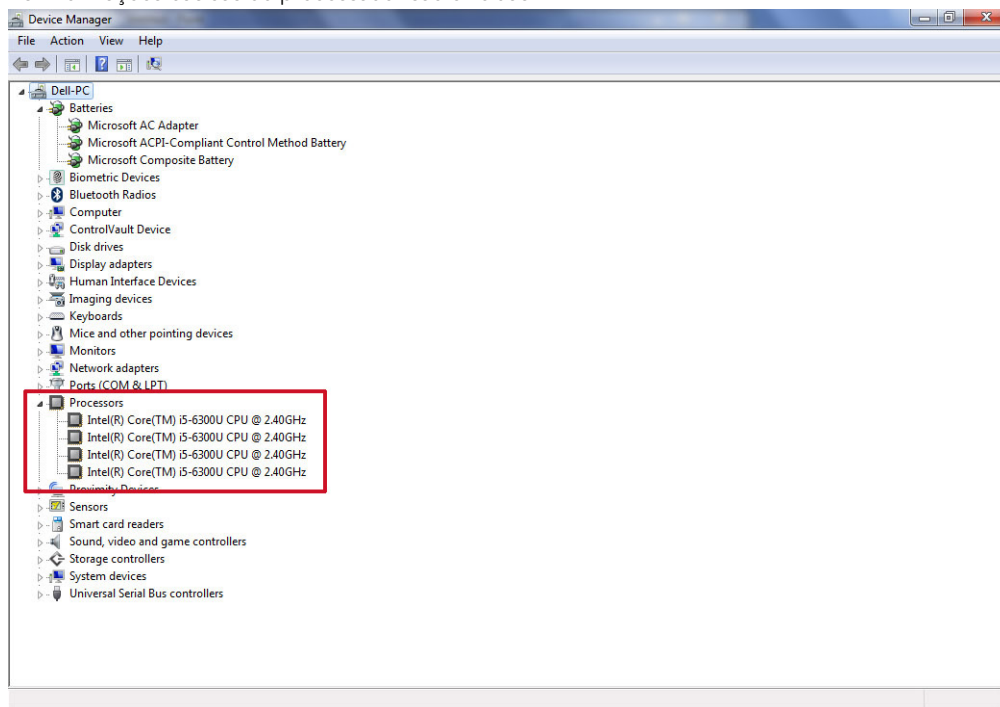 Device Manager
File Action View Help
Dell-PC
Batteries
Microsoft AC Adapter
Microsoft ACPI-Compliant Control Method Battery
Microsoft Composite Battery
Biometric Devices
Bluetooth Radios
Computer
ControlVault Device
Disk drives
Display adapters
Human Interface Devices
Imaging devices
Keyboards
Mice and other pointing devices
Monitors
Network adapters
Ports (COM & LPT)
Processors
Intel(R) Core(TM) i5-6300U CPU @ 2.40GHz
Intel(R) Core(TM) i5-6300U CPU @ 2.40GHz
Intel(R) Core(TM) i5-6300U CPU @ 2.40GHz
Intel(R) Core(TM) i5-6300U CPU @ 2.40GHz
Proximity Devices
Sensors
Smart card readers
Sound, video and game controllers
Storage controllers
System devices
Universal Serial Bus controllers